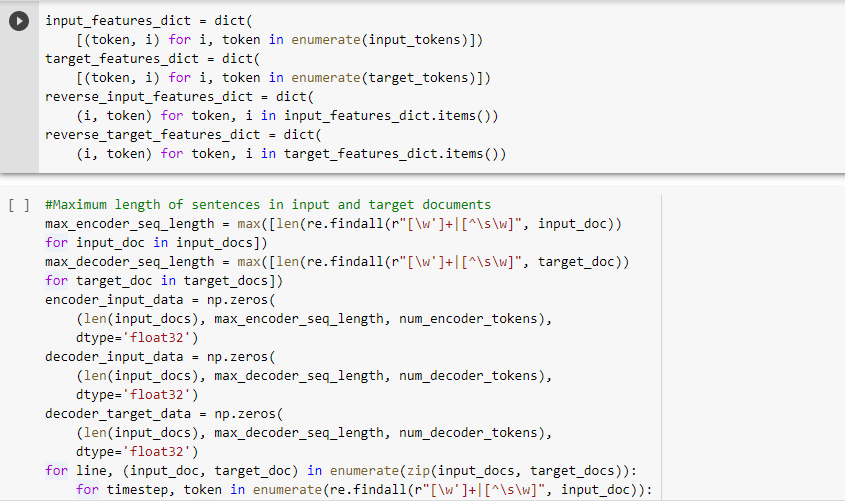 input_features_dict = dict(
    [(token, i) for i, token in enumerate(input_tokens)])
target_features_dict = dict(
    [(token, i) for i, token in enumerate(target_tokens)])
reverse_input_features_dict = dict(
    (i, token) for token, i in input_features_dict.items())
reverse_target_features_dict = dict(
    (i, token) for token, i in target_features_dict.items())
[ ] #Maximum length of sentences in input and target documents
max_encoder_seq_length = max([len(re.findall(r"[\w']+|[^\s\w]", input_doc))
for input_doc in input_docs])
max_decoder_seq_length = max([len(re.findall(r"[\w']+|[^\s\w]", target_doc))
for target_doc in target_docs])
encoder_input_data = np.zeros(
    (len(input_docs), max_encoder_seq_length, num_encoder_tokens),
    dtype='float32')
decoder_input_data = np.zeros(
    (len(input_docs), max_decoder_seq_length, num_decoder_tokens),
    dtype='float32')
decoder_target_data = np.zeros(
    (len(input_docs), max_decoder_seq_length, num_decoder_tokens),
    dtype='float32')
for line, (input_doc, target_doc) in enumerate(zip(input_docs, target_docs)):
    for timestep, token in enumerate(re.findall(r"[\w']+|[^\s\w]", input_doc)):